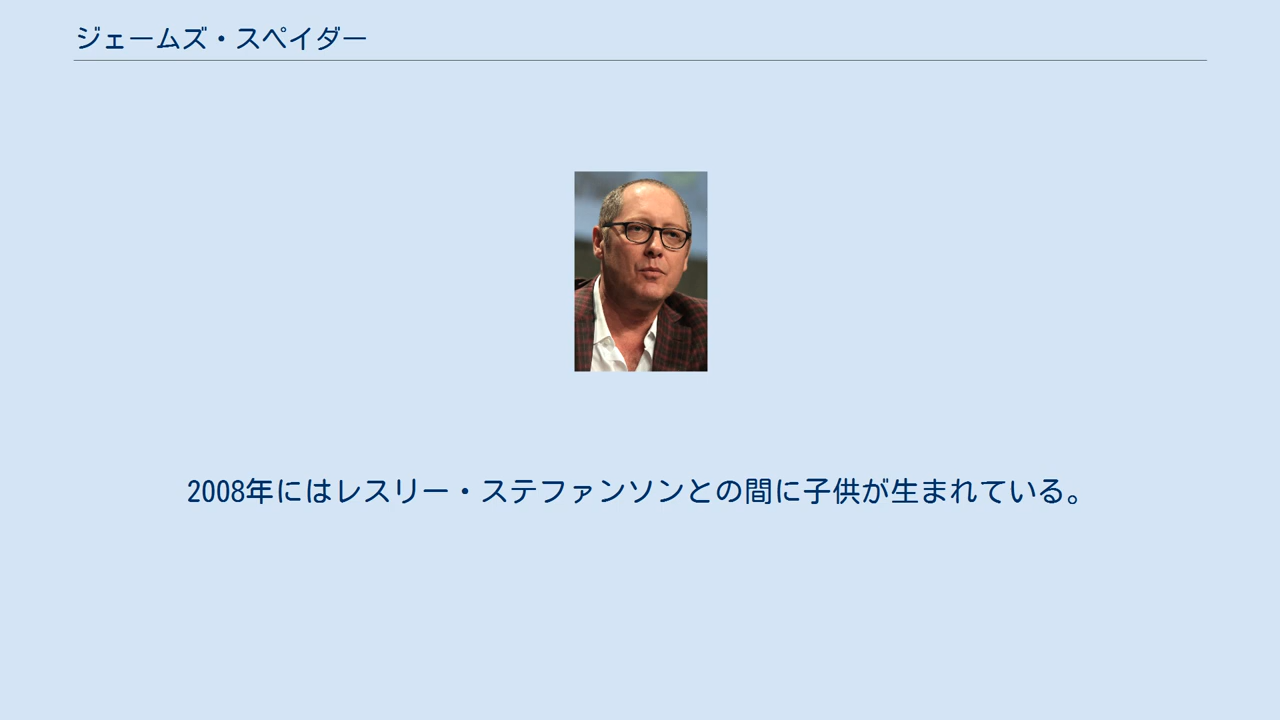 ジェームズ・スペイダー
2008年にはレスリー・ステファンソンとの間に子供が生まれている。